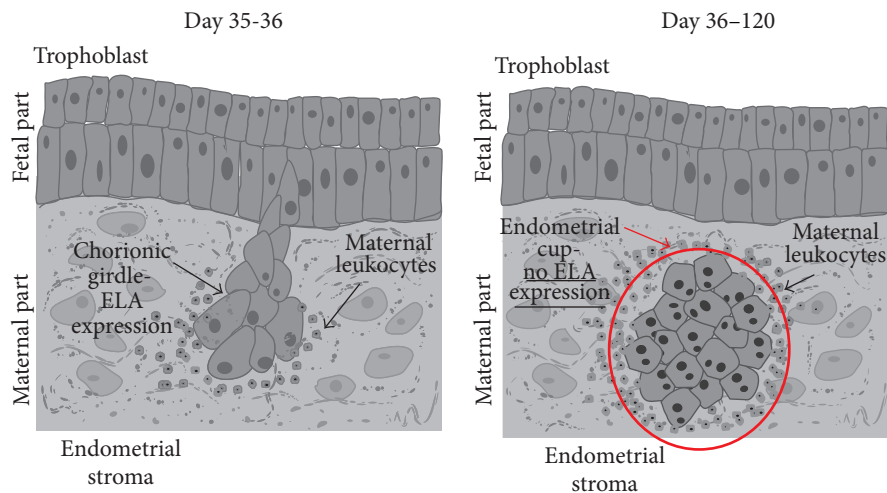 Day 35-36
Trophoblast
Fetal part
Maternal part
Chorionic
girdle-
ELA
expression
Maternal
leukocytes
Endometrial
stroma
Day 36–120
Trophoblast
Fetal part
Maternal part
Endometrial
cup-
no ELA
expression
Maternal
leukocytes
Endometrial
stroma